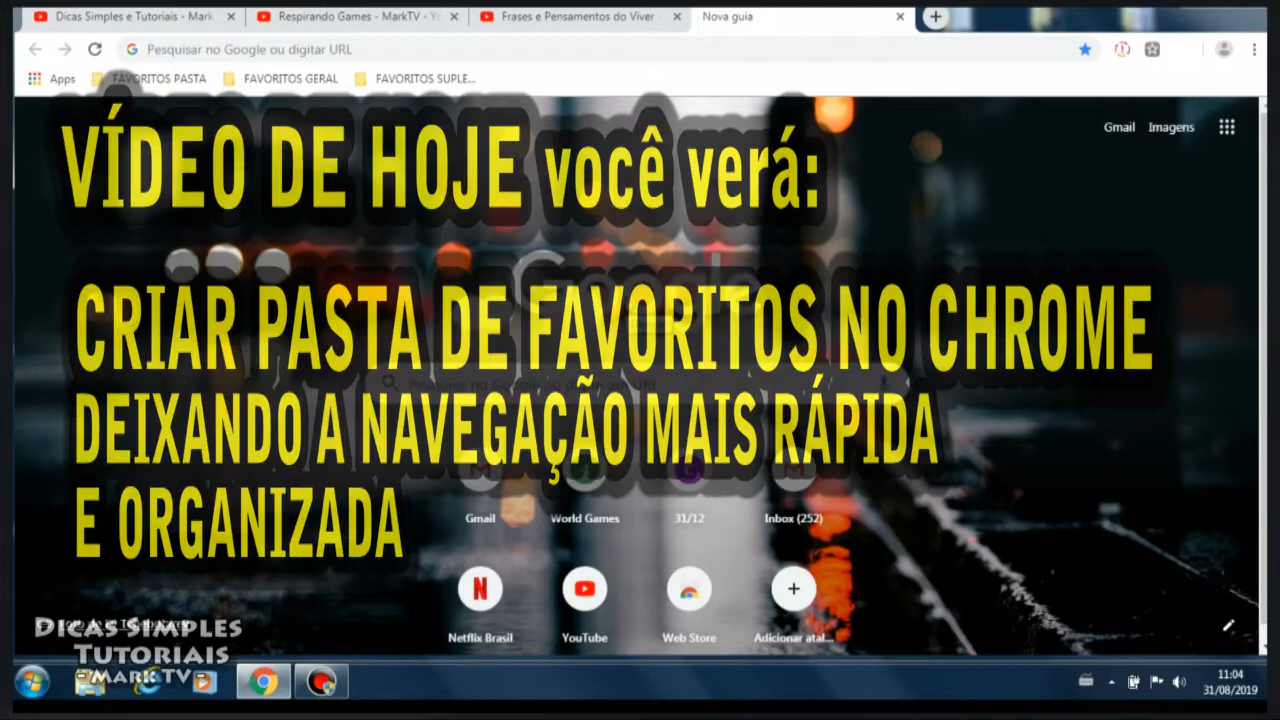 Dicas Simples e Tutoriais - Mark
Respirando Games - MarkTV - Y
Frases e Pensamentos do Viver
Nova guia
Pesquisar no Google ou digitar URL
Apps
FAVORITOS PASTA
FAVORITOS GERAL
FAVORITOS SUPLE...
Gmail
Imagens
VÍDEO DE HOJE você verá:
CRIAR PASTA DE FAVORITOS NO CHROME
DEIXANDO A NAVEGAÇÃO MAIS RÁPIDA
E ORGANIZADA
Google
Gmail
World Games
31/12
Inbox (252)
Netflix Brasil
YouTube
Web Store
Adicionar atal...
DICAS SIMPLES
TUTORIAIS
- MARK TV -
11:04
31/08/2019